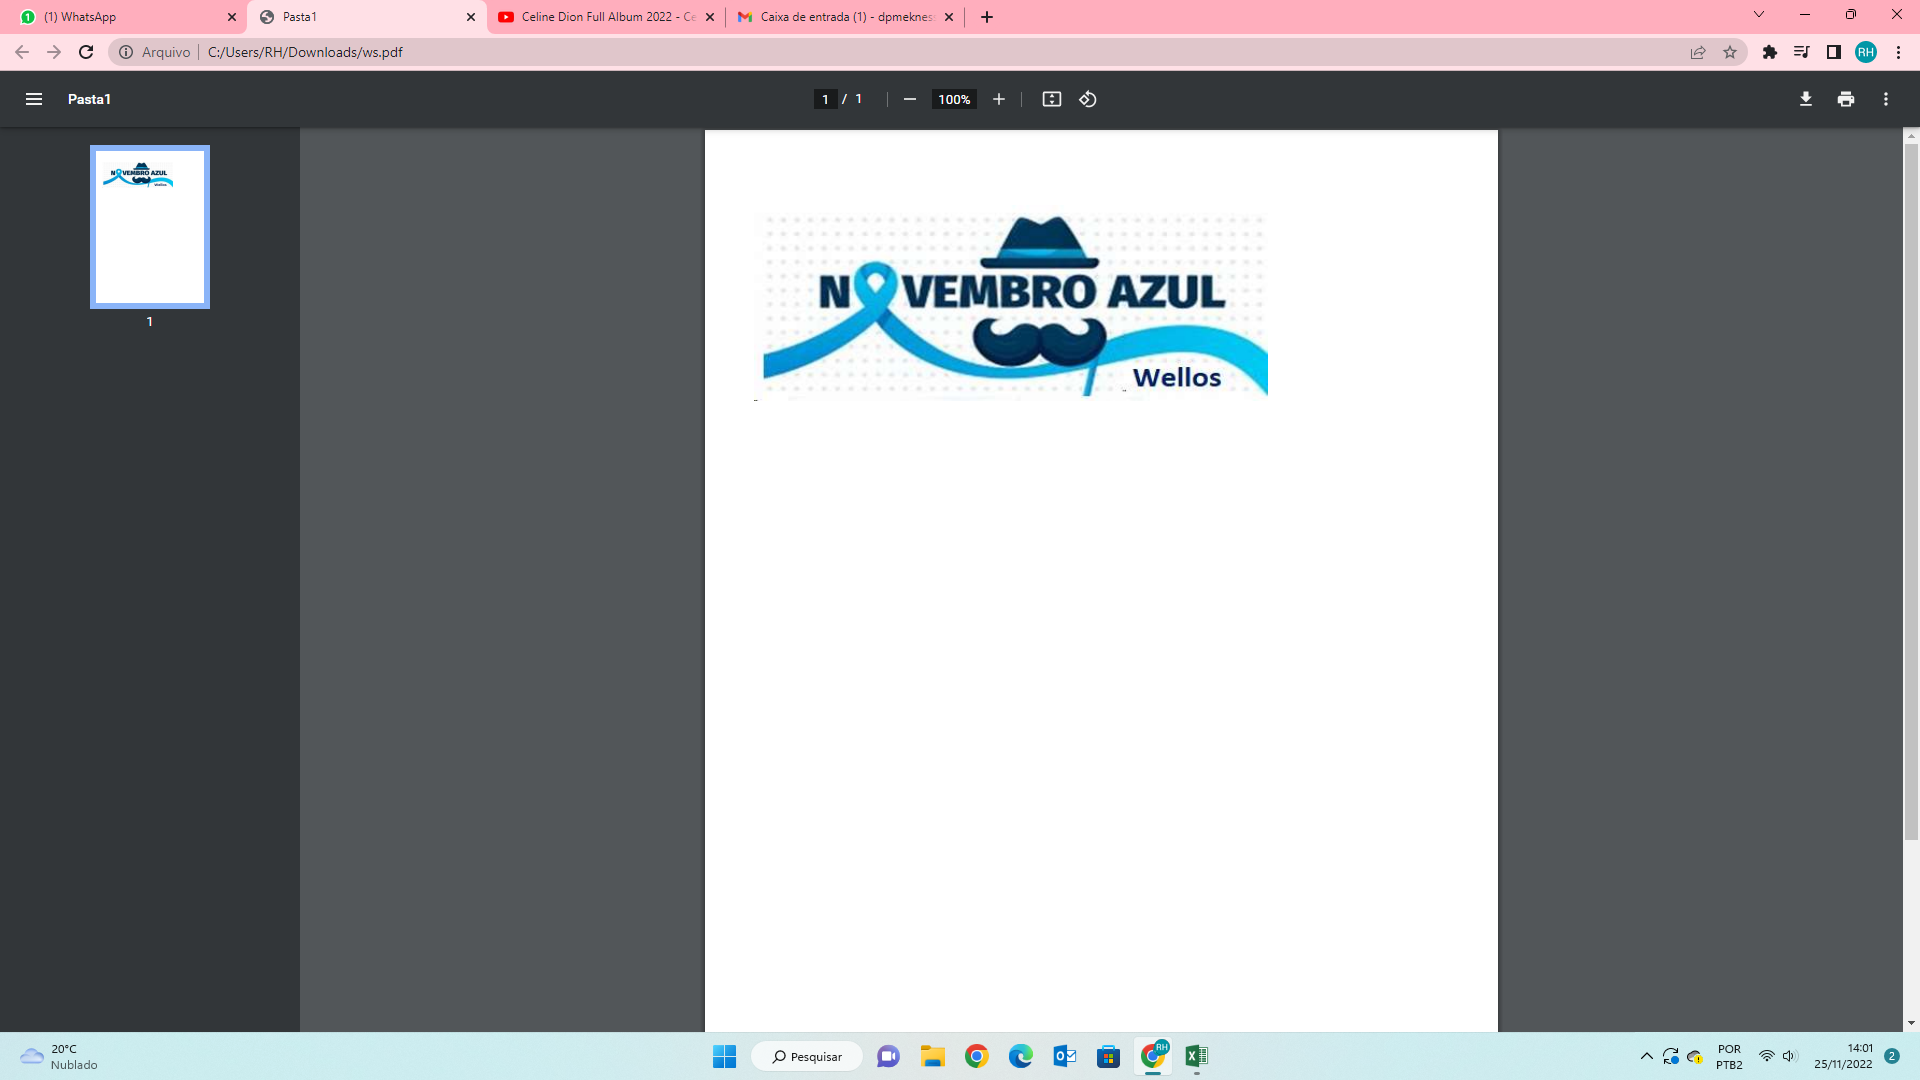 (1) WhatsApp
Pasta1
Celine Dion Full Album 2022 - Ce
Caixa de entrada (1) - dpmeknes
Arquivo
C:/Users/RH/Downloads/ws.pdf
RH
Pasta1
1 / 1
100%
NOVEMBRO AZUL
Wellos
1
NOVEMBRO AZUL
Wellos
20°C
Nublado
Pesquisar
RH
POR
PTB2
14:01
25/11/2022
2